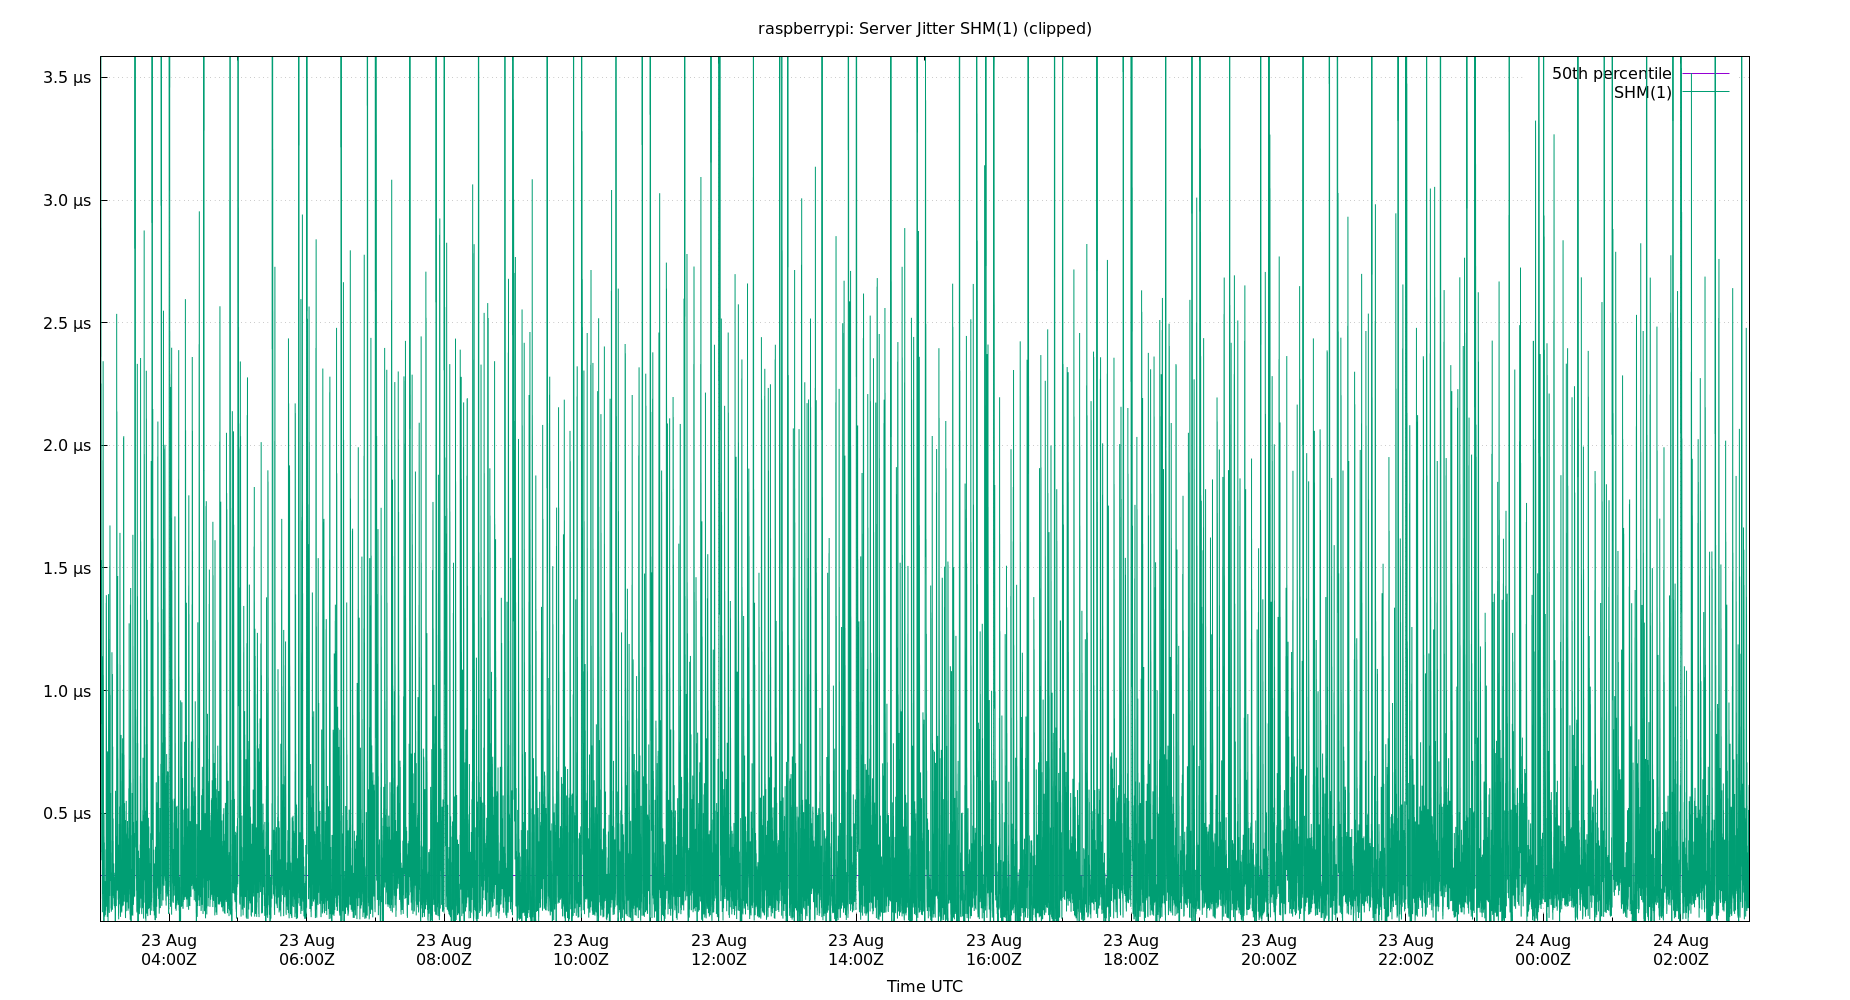 raspberrypi: Server Jitter SHM(1) (clipped)
50th percentile
SHM(1)
3.5 µs
3.0 µs
2.5 µs
2.0 µs
1.5 µs
1.0 µs
0.5 µs
23 Aug 23 Aug 23 Aug 23 Aug 23 Aug 23 Aug 23 Aug 23 Aug 23 Aug 23 Aug 24 Aug 24 Aug
04:00Z 06:00Z 08:00Z 10:00Z 12:00Z 14:00Z 16:00Z 18:00Z 20:00Z 22:00Z 00:00Z 02:00Z
Time UTC